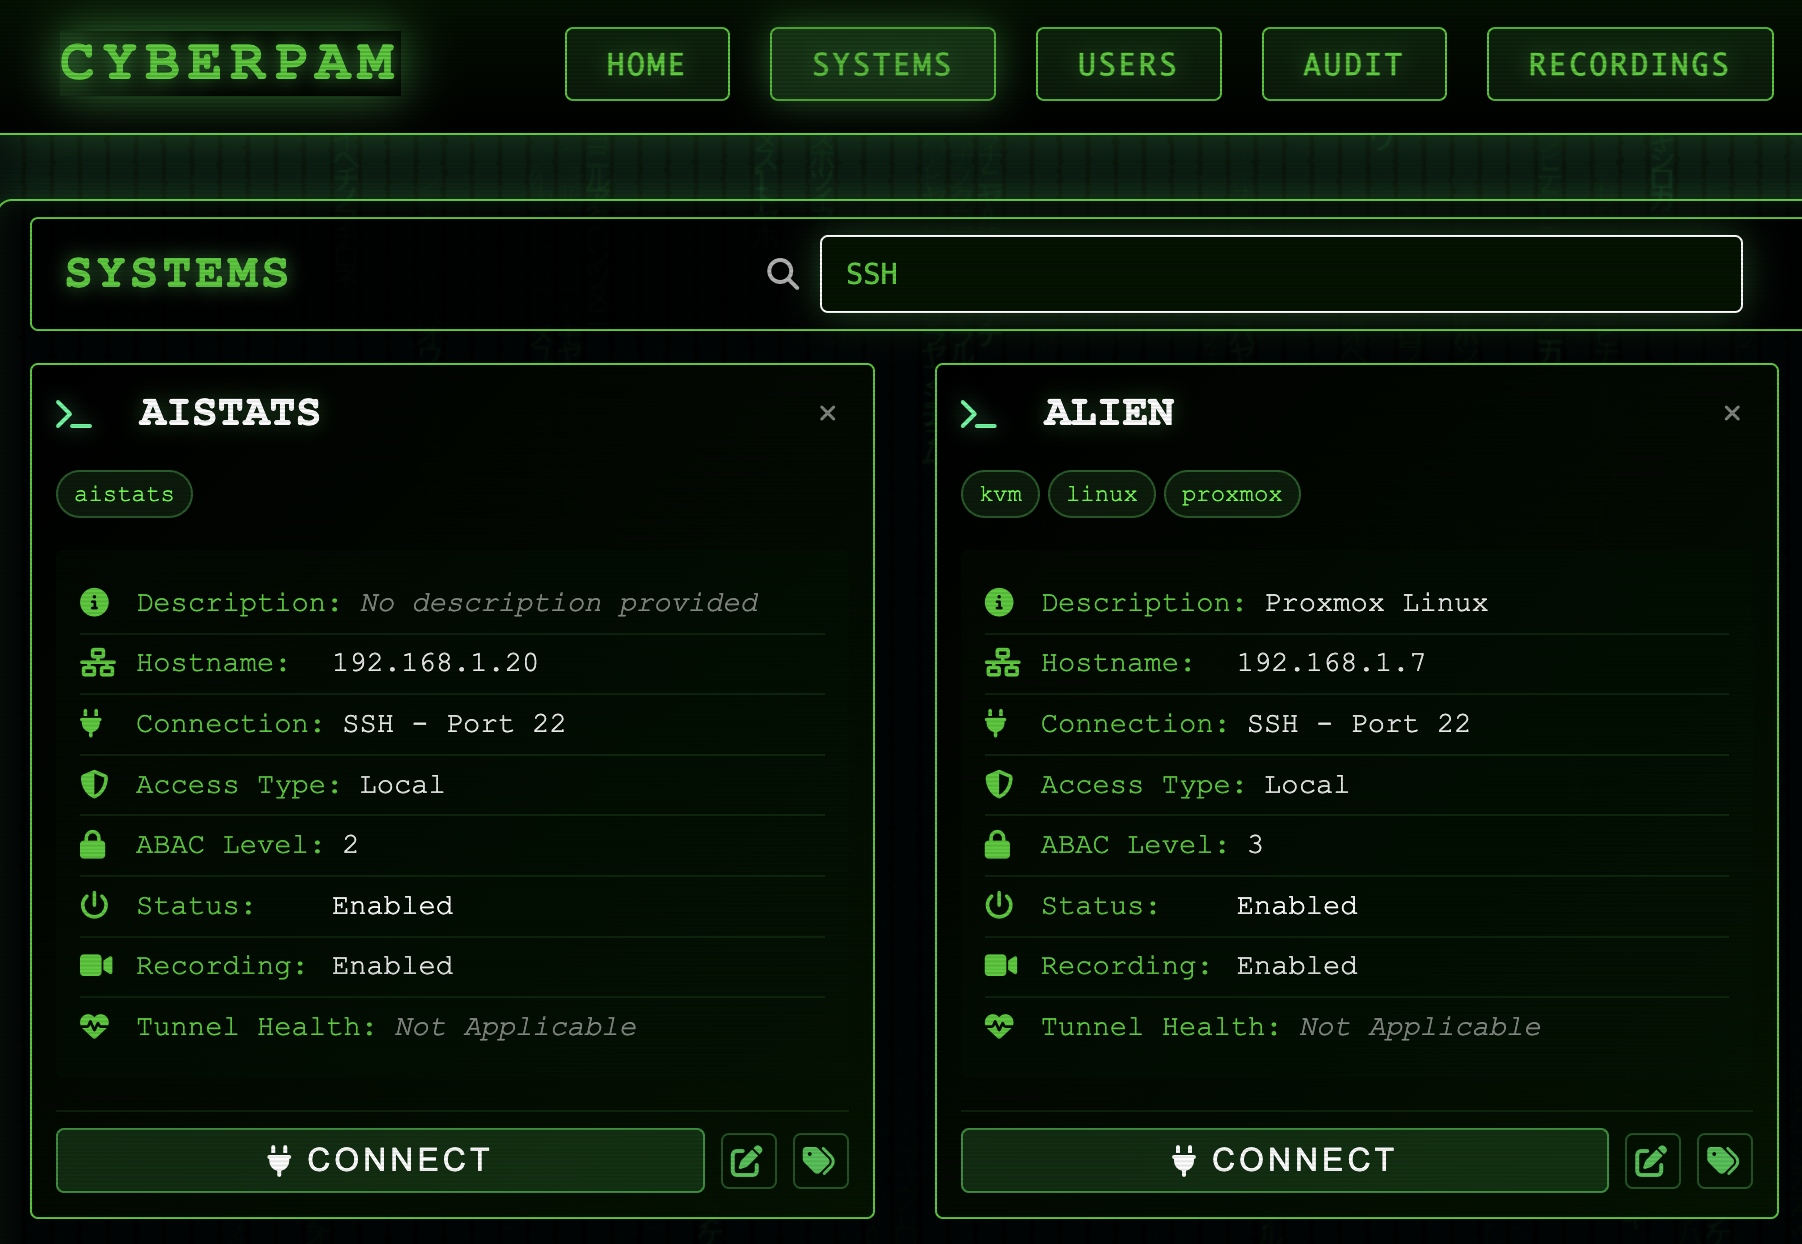 CYBERPAM
HOME
SYSTEMS
USERS
AUDIT
RECORDINGS
SYSTEMS
SSH
AISTATS
aistats
Description: No description provided
Hostname: 192.168.1.20
Connection: SSH - Port 22
Access Type: Local
ABAC Level: 2
Status: Enabled
Recording: Enabled
Tunnel Health: Not Applicable
CONNECT
ALIEN
kvm linux proxmox
Description: Proxmox Linux
Hostname: 192.168.1.7
Connection: SSH - Port 22
Access Type: Local
ABAC Level: 3
Status: Enabled
Recording: Enabled
Tunnel Health: Not Applicable
CONNECT